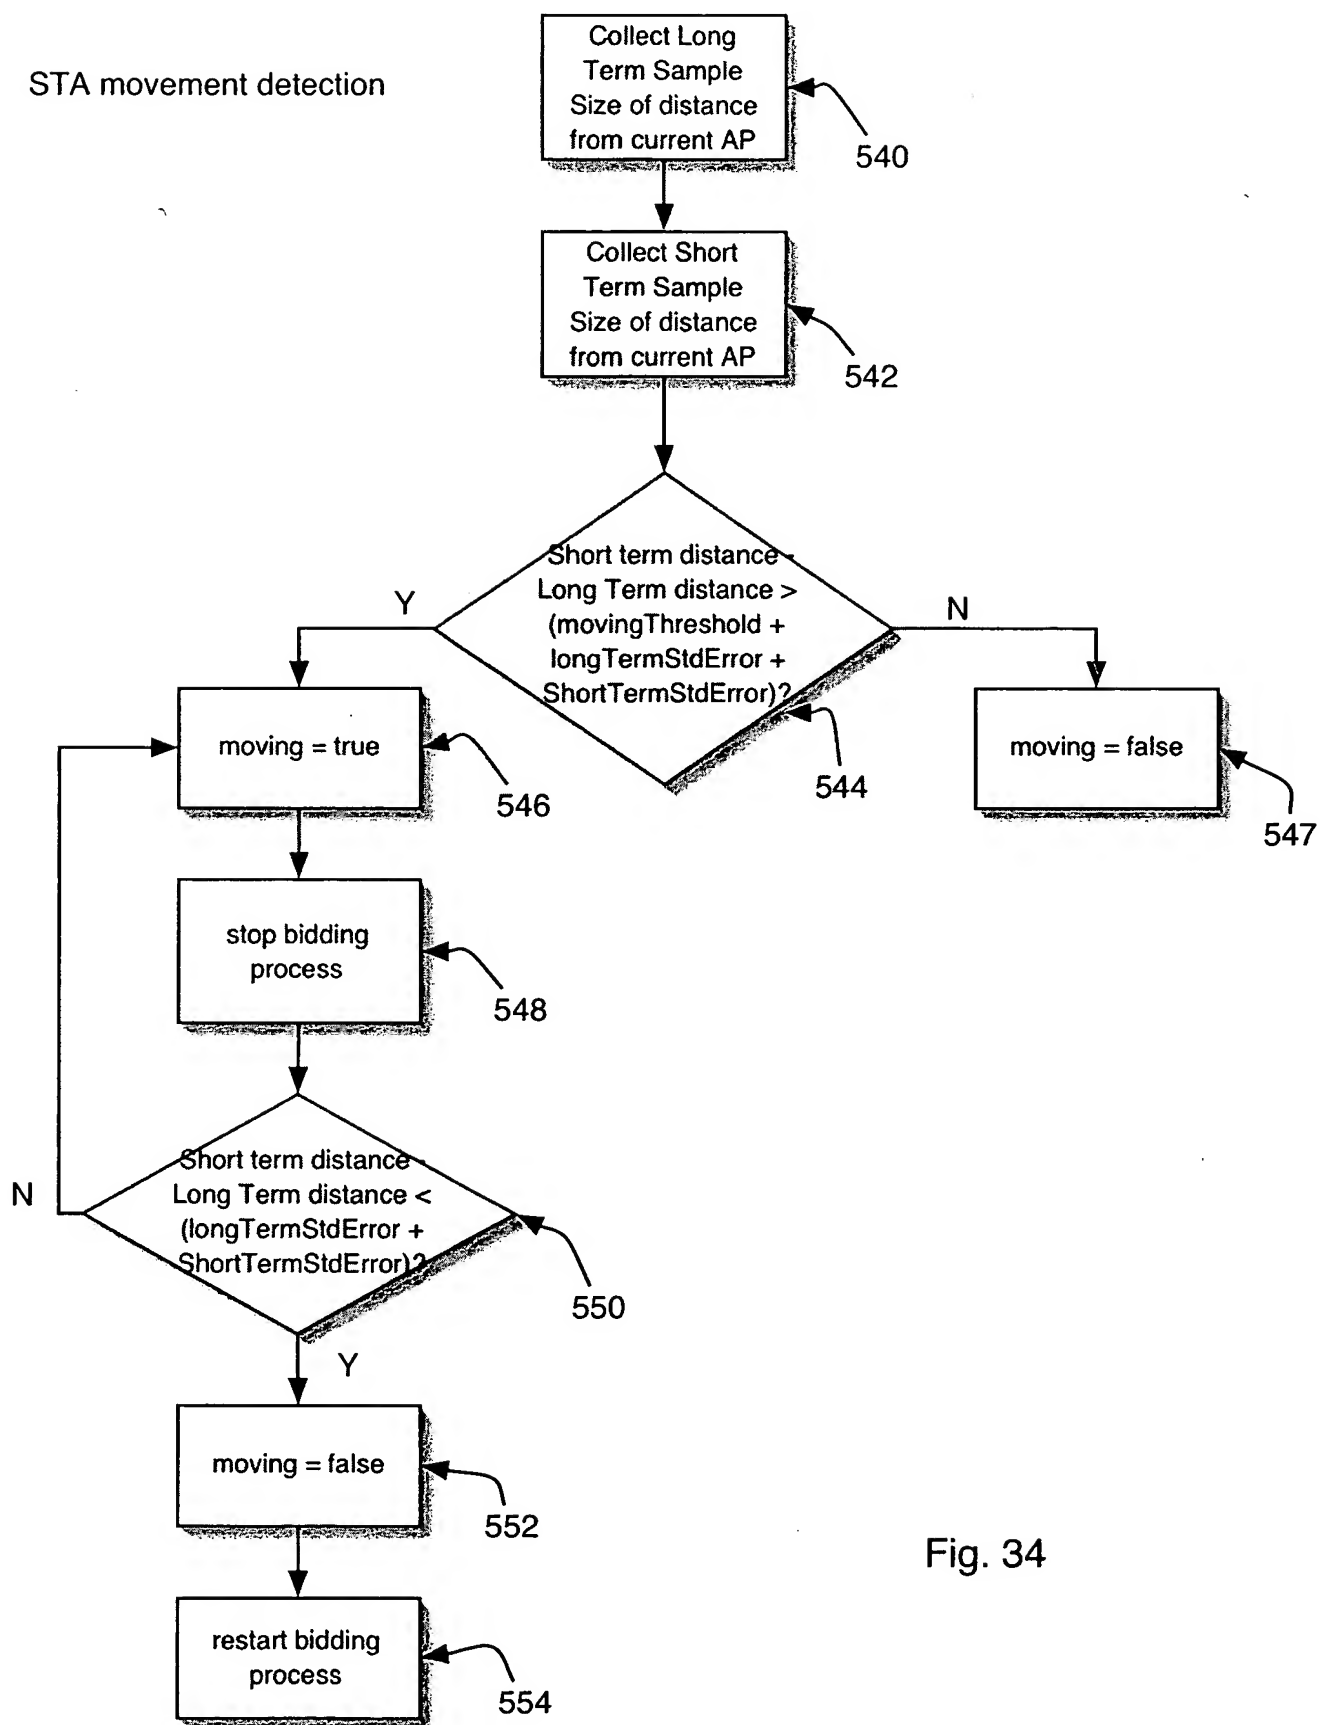 STA movement detection
Collect Long
Term Sample
Size of distance
from current AP
540
Collect Short
Term Sample
Size of distance
from current AP
542
Short term distance -
Long Term distance >
(movingThreshold +
longTermStdError +
ShortTermStdError)?
Y
N
544
moving = true
546
moving = false
547
stop bidding
process
548
Short term distance -
Long Term distance <
(longTermStdError +
ShortTermStdError)?
N
550
Y
moving = false
552
restart bidding
process
554
Fig. 34